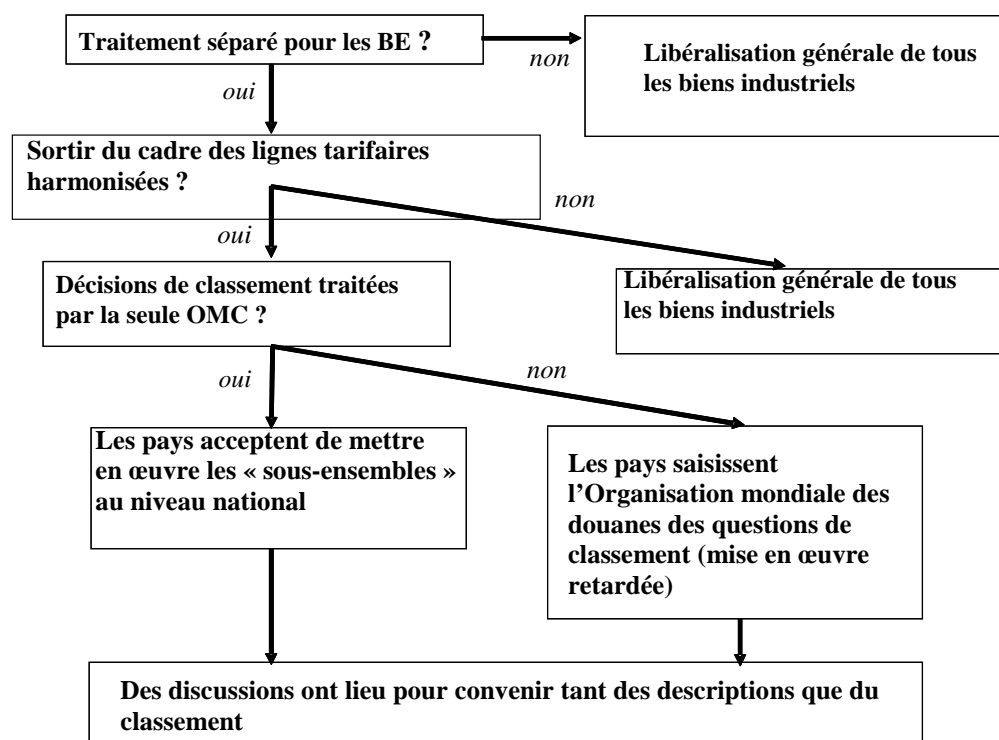 Traitement séparé pour les BE ?
non
Libéralisation générale de tous
les biens industriels
oui
Sortir du cadre des lignes tarifaires
harmonisées ?
non
oui
Décisions de classement traitées
par la seule OMC ?
Libéralisation générale de tous
les biens industriels
oui
non
Les pays acceptent de mettre
en œuvre les « sous-ensembles »
au niveau national
Les pays saisissent
l’Organisation mondiale des
douanes des questions de
classement (mise en œuvre
retardée)
Des discussions ont lieu pour convenir tant des descriptions que du
classement